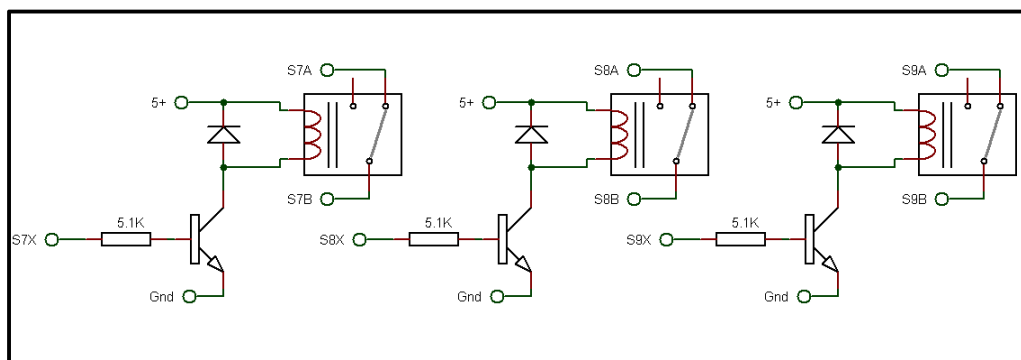 S7A S8A S9A
5+ 5+ 5+
S7B S8B S9B
5.1K 5.1K 5.1K
S7X S8X S9X
Gnd Gnd Gnd